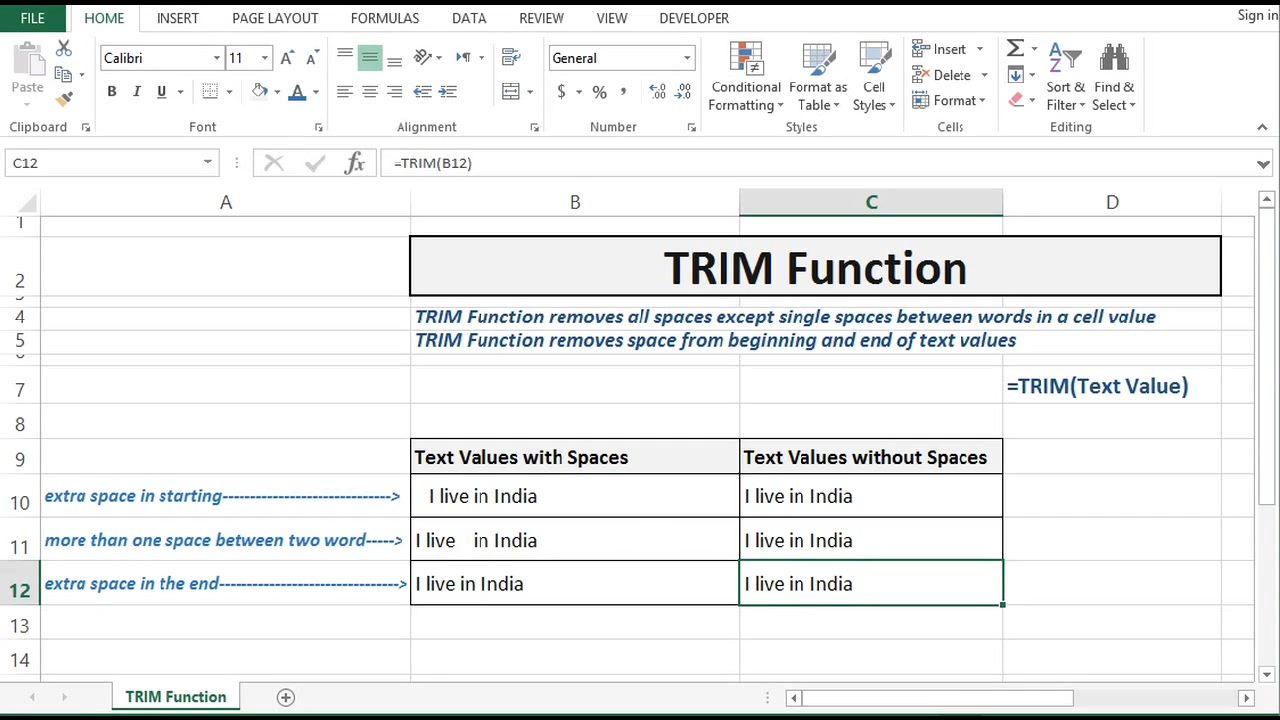 FILE HOME INSERT PAGE LAYOUT FORMULAS DATA REVIEW VIEW DEVELOPER Sign in
Paste
Calibri 11
B I U
General
$ % ,
Conditional Formatting
Format as Table
Cell Styles
Insert
Delete
Format
Σ
Sort & Filter
Find & Select
Clipboard Font Alignment Number Styles Cells Editing
C12 fx =TRIM(B12)
A B C D
1
2 TRIM Function
4 TRIM Function removes all spaces except single spaces between words in a cell value
5 TRIM Function removes space from beginning and end of text values
7 =TRIM(Text Value)
8
9 Text Values with Spaces Text Values without Spaces
10 extra space in starting-------------------------------> I live in India I live in India
11 more than one space between two word-----> I live    in India I live in India
12 extra space in the end---------------------------------> I live in India I live in India
13
14
TRIM Function